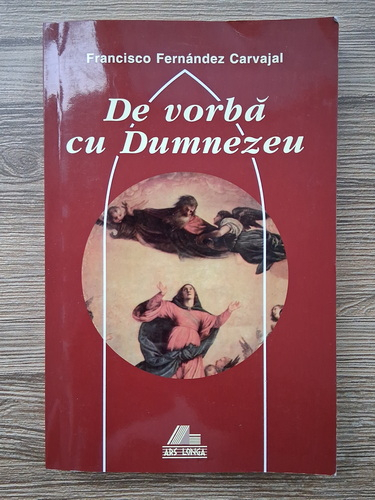 Francisco Fernández Carvajal
De vorbă
cu Dumnezeu
ARS LONGA